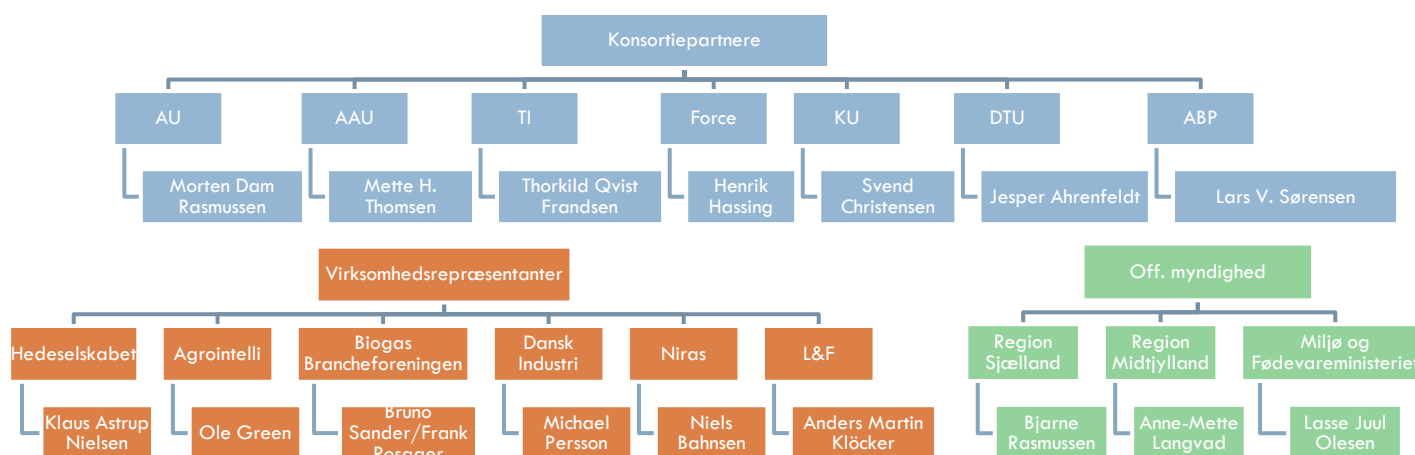 Konsortiepartnere
AU
AAU
TI
Force
KU
DTU
ABP
Morten Dam
Rasmussen
Mette H.
Thomsen
Thorkild Qvist
Frandsen
Henrik
Hassing
Svend
Christensen
Jesper Ahrenfeldt
Lars V. Sørensen
Virksomhedsrepræsentanter
Hedeselskabet
Agrointelli
Biogas
Brancheforeningen
Dansk
Industri
Niras
L&F
Klaus Astrup
Nielsen
Ole Green
Bruno
Sander/Frank
Rosager
Michael
Persson
Niels
Bahnsen
Anders Martin
Klöcker
Off. myndighed
Region
Sjælland
Region
Midtjylland
Miljø og
Fødevareministeriet
Bjarne
Rasmussen
Anne-Mette
Langvad
Lasse Juul
Olesen